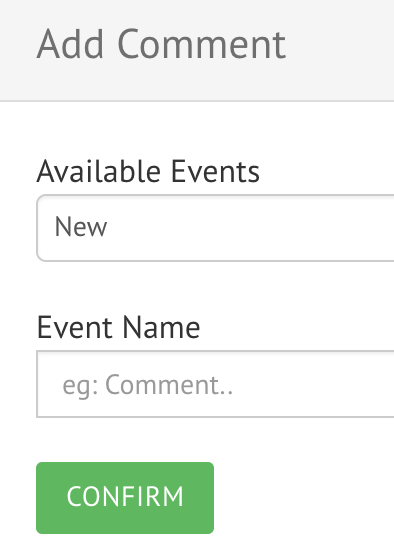 Add Comment
Available Events
New
Event Name
eg: Comment..
CONFIRM